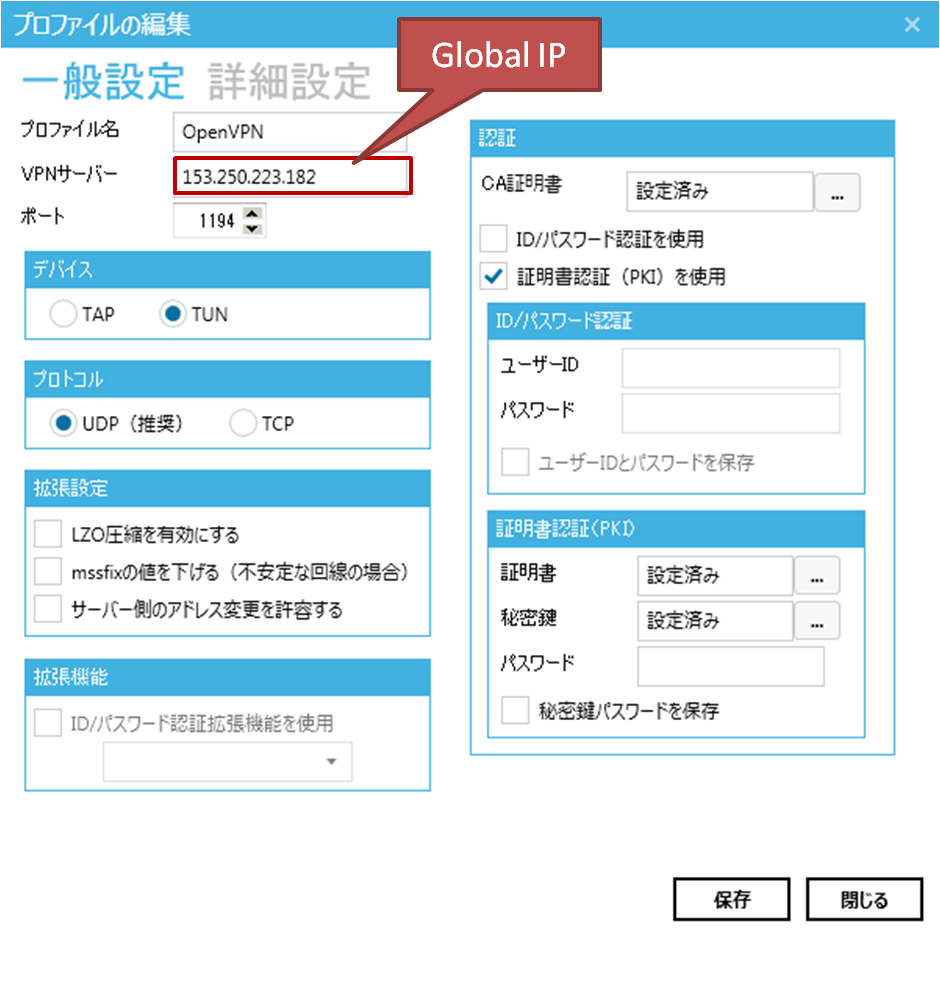 プロファイルの編集
Global IP
一般設定 詳細設定
プロファイル名 OpenVPN
VPNサーバー 153.250.223.182
ポート 1194
デバイス
TAP TUN
プロトコル
UDP（推奨） TCP
拡張設定
LZO圧縮を有効にする
mssfixの値を下げる（不安定な回線の場合）
サーバー側のアドレス変更を許容する
拡張機能
ID/パスワード認証拡張機能を使用
認証
CA証明書 設定済み ...
ID/パスワード認証を使用
証明書認証（PKI）を使用
ID/パスワード認証
ユーザーID
パスワード
ユーザーIDとパスワードを保存
証明書認証(PKI)
証明書 設定済み ...
秘密鍵 設定済み ...
パスワード
秘密鍵パスワードを保存
保存 閉じる